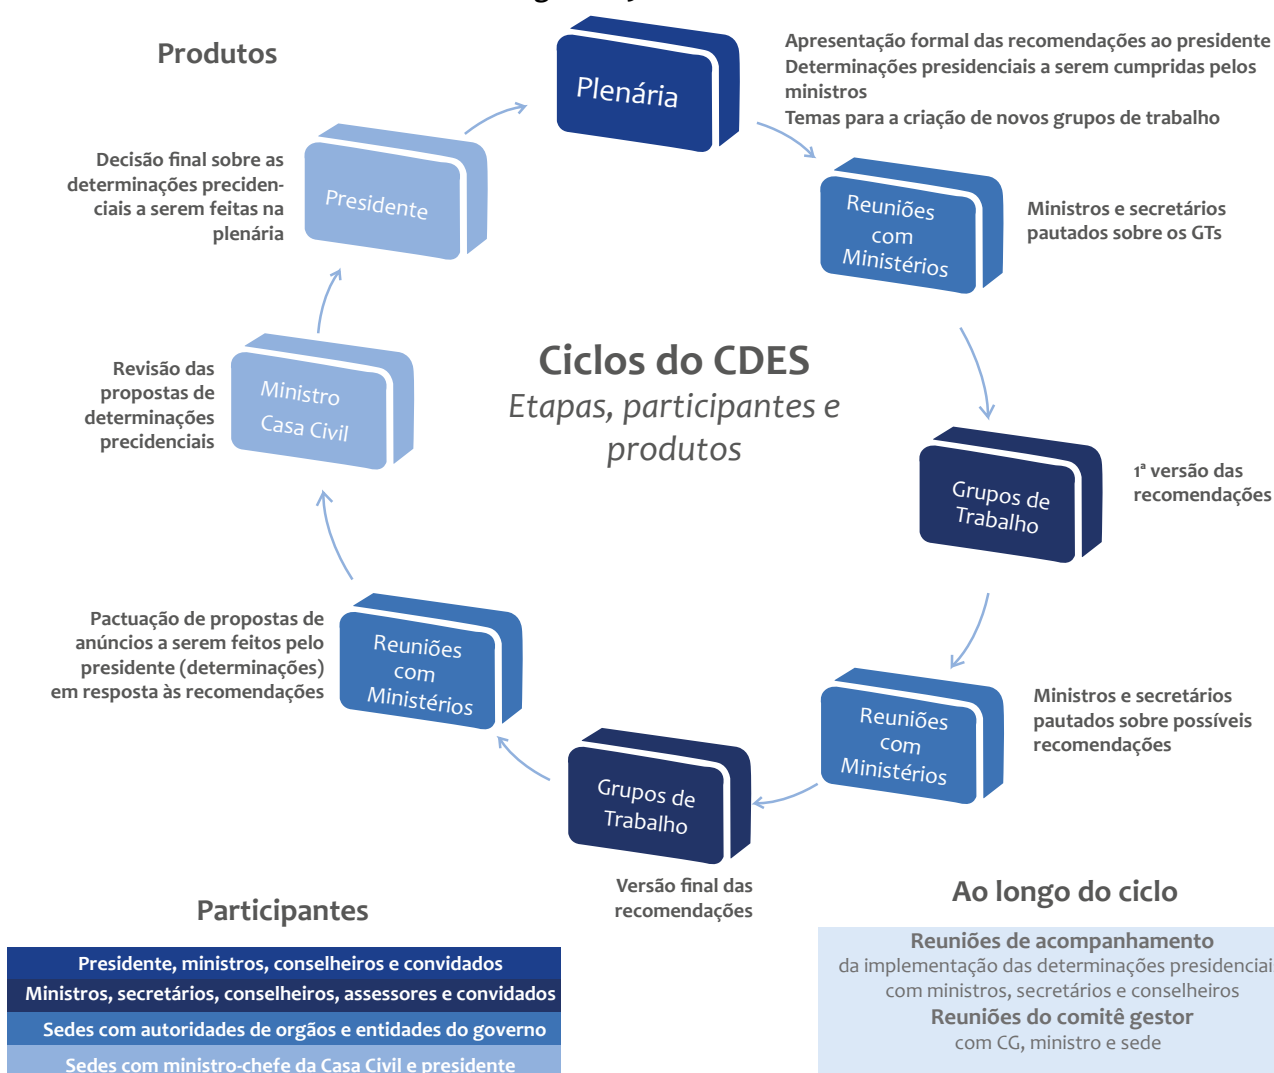 Produtos
Plenária
Apresentação formal das recomendações ao presidente
Determinações presidenciais a serem cumpridas pelos
ministros
Temas para a criação de novos grupos de trabalho
Reuniões
com
Ministérios
Ministros e secretários
pautados sobre os GTs
Grupos de
Trabalho
1ª versão das
recomendações
Reuniões
com
Ministérios
Ministros e secretários
pautados sobre possíveis
recomendações
Grupos de
Trabalho
Versão final das
recomendações
Reuniões
com
Ministérios
Pactuação de propostas de
anúncios a serem feitos pelo
presidente (determinações)
em resposta às recomendações
Ministro
Casa Civil
Revisão das
propostas de
determinações
precidenciais
Presidente
Decisão final sobre as
determinações preciden-
ciais a serem feitas na
plenária
Ciclos do CDES
Etapas, participantes e
produtos
Participantes
Presidente, ministros, conselheiros e convidados
Ministros, secretários, conselheiros, assessores e convidados
Sedes com autoridades de orgãos e entidades do governo
Sedes com ministro-chefe da Casa Civil e presidente
Ao longo do ciclo
Reuniões de acompanhamento
da implementação das determinações presidenciai
com ministros, secretários e conselheiros
Reuniões do comitê gestor
com CG, ministro e sede